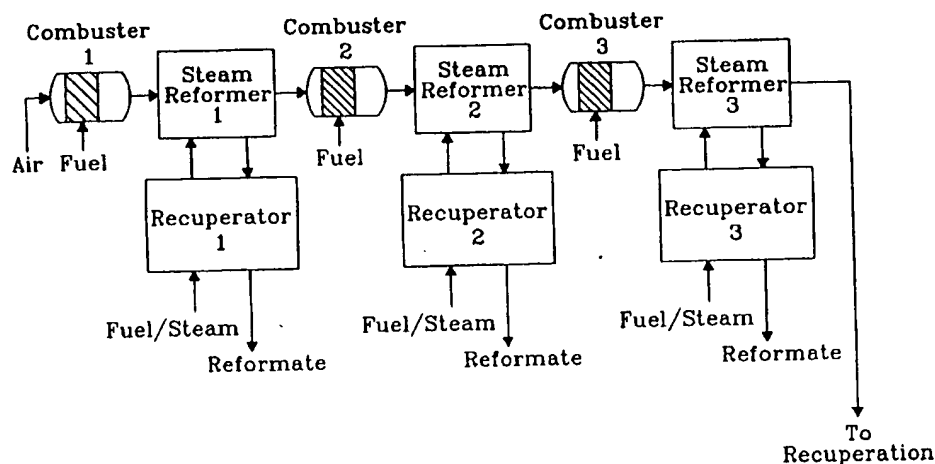 Combuster
1
Steam
Reformer
1
Air
Fuel
Recuperator
1
Fuel/Steam
Reformate
Combuster
2
Steam
Reformer
2
Fuel
Recuperator
2
Fuel/Steam
Reformate
Combuster
3
Steam
Reformer
3
Fuel
Recuperator
3
Fuel/Steam
Reformate
To
Recuperation